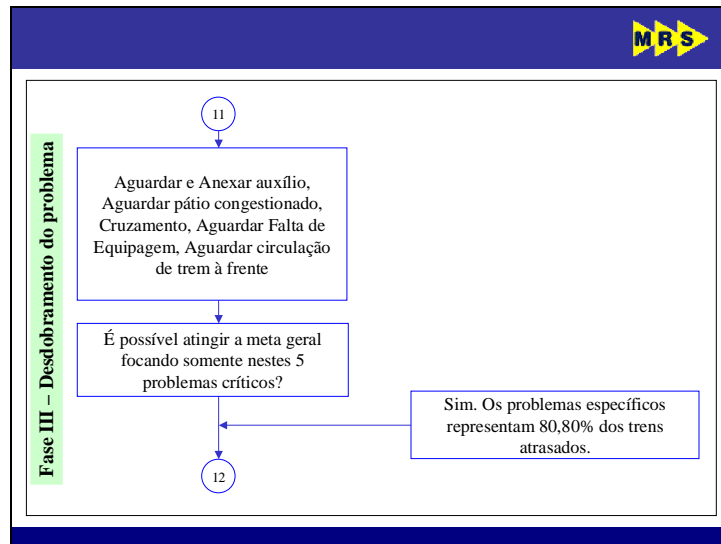 MRS
Fase III – Desdobramento do problema
11
Aguardar e Anexar auxílio,
Aguardar pátio congestionado,
Cruzamento, Aguardar Falta de
Equipagem, Aguardar circulação
de trem à frente
É possível atingir a meta geral
focando somente nestes 5
problemas críticos?
Sim. Os problemas específicos
representam 80,80% dos trens
atrasados.
12